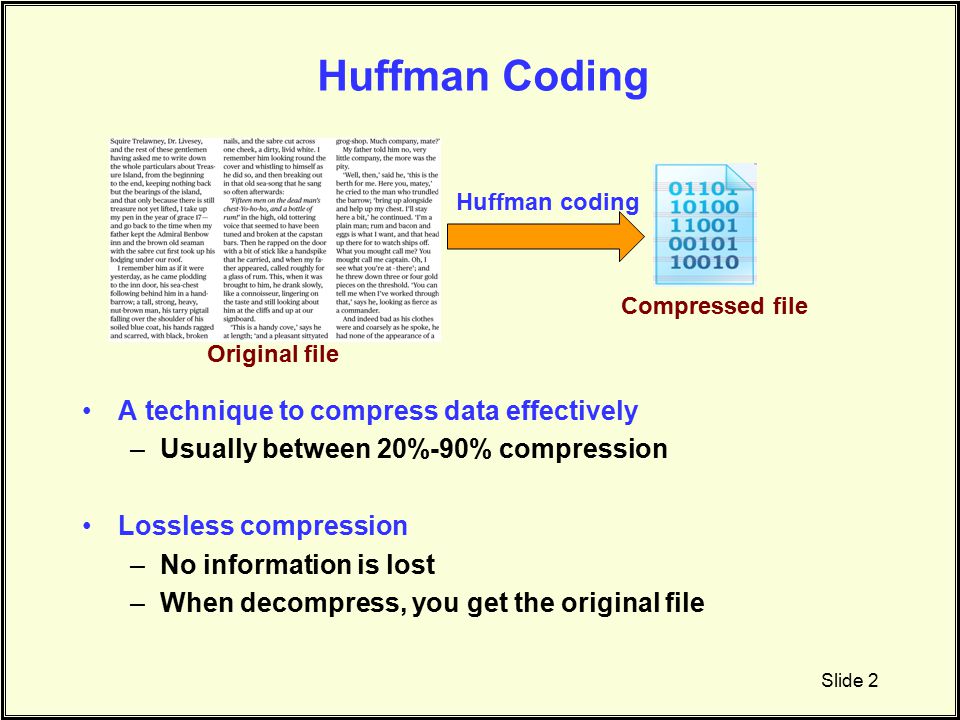 Huffman Coding
Squire Trelawney, Dr. Livesey,
and the rest of these gentlemen
having asked me to write down
the whole particulars about Treas-
ure Island, from the beginning
to the end, keeping nothing back
but the bearings of the island,
and that only because there is still
treasure not yet lifted, I take up
my pen in the year of grace 17—
and go back to the time when my
father kept the Admiral Benbow
inn and the brown old seaman
with the sabre cut first took up his
lodging under our roof.
I remember him as if it were
yesterday, as he came plodding
to the inn door, his sea-chest
following behind him in a hand-
barrow; a tall, strong, heavy,
nut-brown man, his tarry pigtail
falling over the shoulder of his
soiled blue coat, his hands ragged
and scarred, with black, broken
nails, and the sabre cut across
one cheek, a dirty, livid white. I
remember him looking round the
cover and whistling to himself as
he did so, and then breaking out
in that old sea-song that he sang
so often afterwards:
'Fifteen men on the dead man's
chest-Yo-ho-ho, and a bottle of
rum!' in the high, old tottering
voice that seemed to have been
tuned and broken at the capstan
bars. Then he rapped on the door
with a bit of stick like a handspike
that he carried, and when my fa-
ther appeared, called roughly for
a glass of rum. This, when it was
brought to him, he drank slowly,
like a connoisseur, lingering on
the taste and still looking about
him at the cliffs and up at our
signboard.
'This is a handy cove,' says he
at length; 'and a pleasant sittyated
grog-shop. Much company, mate?'
My father told him no, very
little company, the more was the
pity.
'Well, then,' said he, 'this is the
berth for me. Here you, matey,'
he cried to the man who trundled
the barrow; 'bring up alongside
and help up my chest. I'll stay
here a bit,' he continued. 'I'm a
plain man; rum and bacon and
eggs is what I want, and that head
up there for to watch ships off.
What you mought call me? You
mought call me captain. Oh, I
see what you're at- there'; and
he threw down three or four gold
pieces on the threshold. 'You can
tell me when I've worked through
that,' says he, looking as fierce as
a commander.
And indeed bad as his clothes
were and coarsely as he spoke, he
had none of the appearance of a
Huffman coding
01101
10100
11001
00101
10010
Compressed file
Original file
• A technique to compress data effectively
– Usually between 20%-90% compression
• Lossless compression
– No information is lost
– When decompress, you get the original file
Slide 2